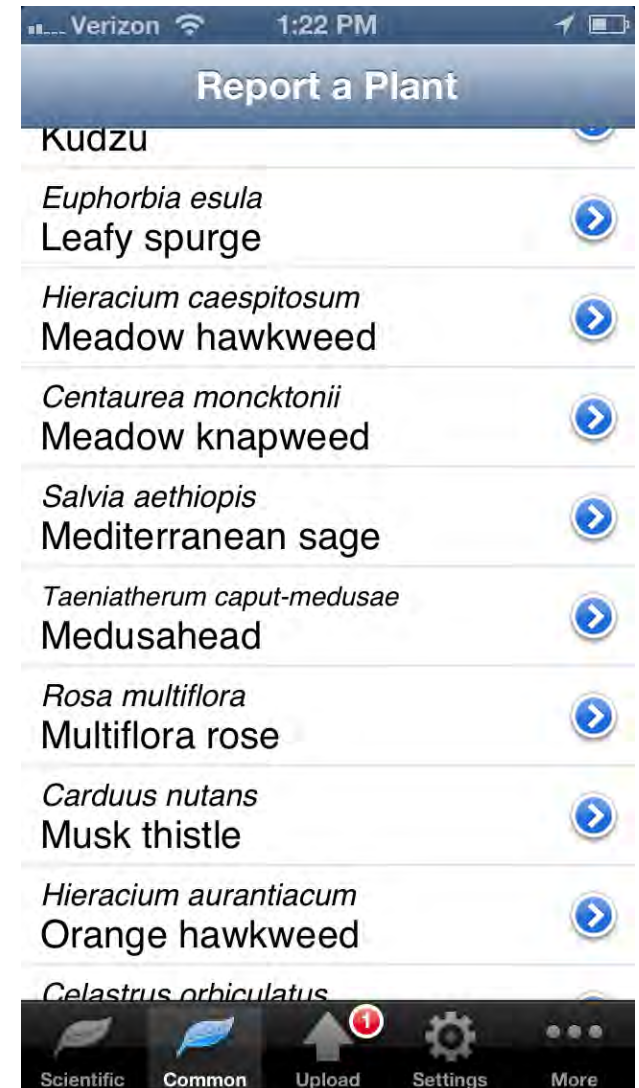 Verizon 1:22 PM
Report a Plant
Kudzu
Euphorbia esula
Leafy spurge
Hieracium caespitosum
Meadow hawkweed
Centaurea moncktonii
Meadow knapweed
Salvia aethiopis
Mediterranean sage
Taeniatherum caput-medusae
Medusahead
Rosa multiflora
Multiflora rose
Carduus nutans
Musk thistle
Hieracium aurantiacum
Orange hawkweed
Celastrus orbiculatus
1
Scientific Common Upload Settings More